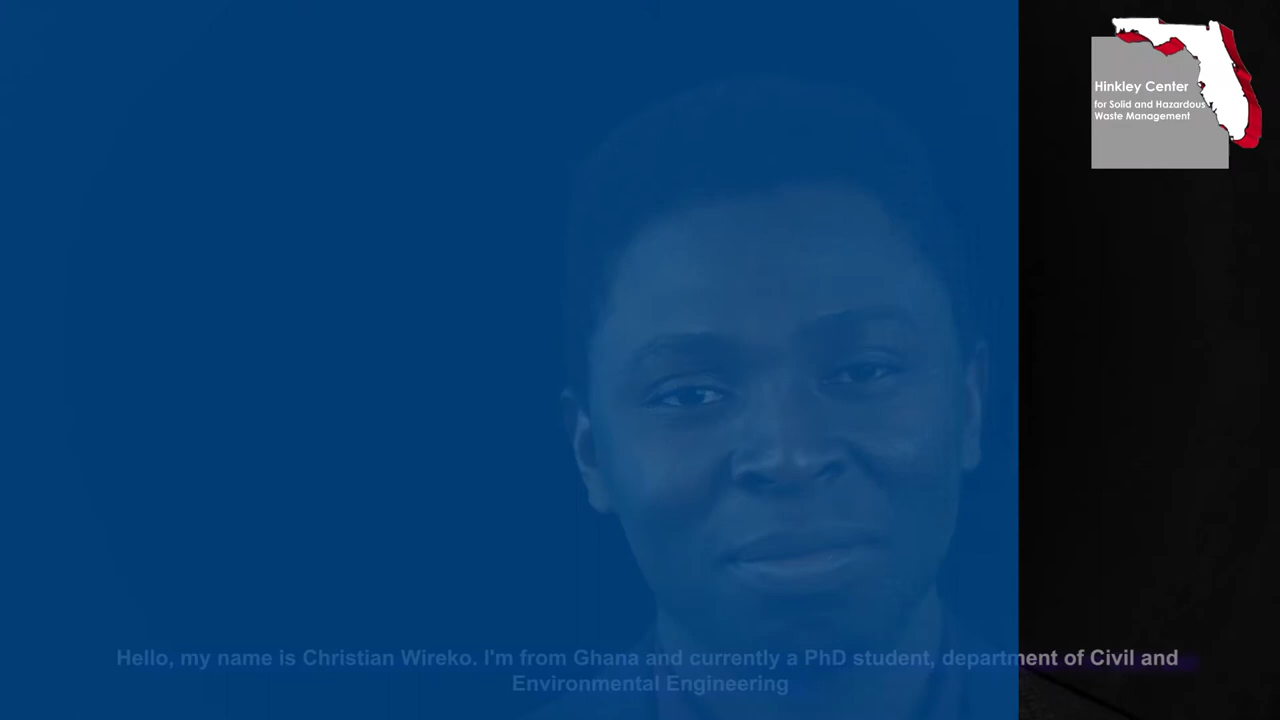 Hinkley Center
for Solid and Hazardous
Waste Management
Hello, my name is Christian Wireko. I'm from Ghana and currently a PhD student, department of Civil and
Environmental Engineering